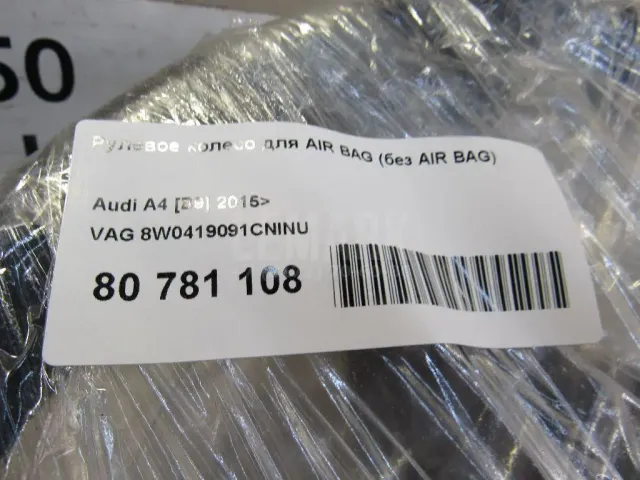 50
Рулевое колесо для AIR BAG (без AIR BAG)
Audi A4 [B9] 2015>
VAG 8W0419091CNINU
80 781 108